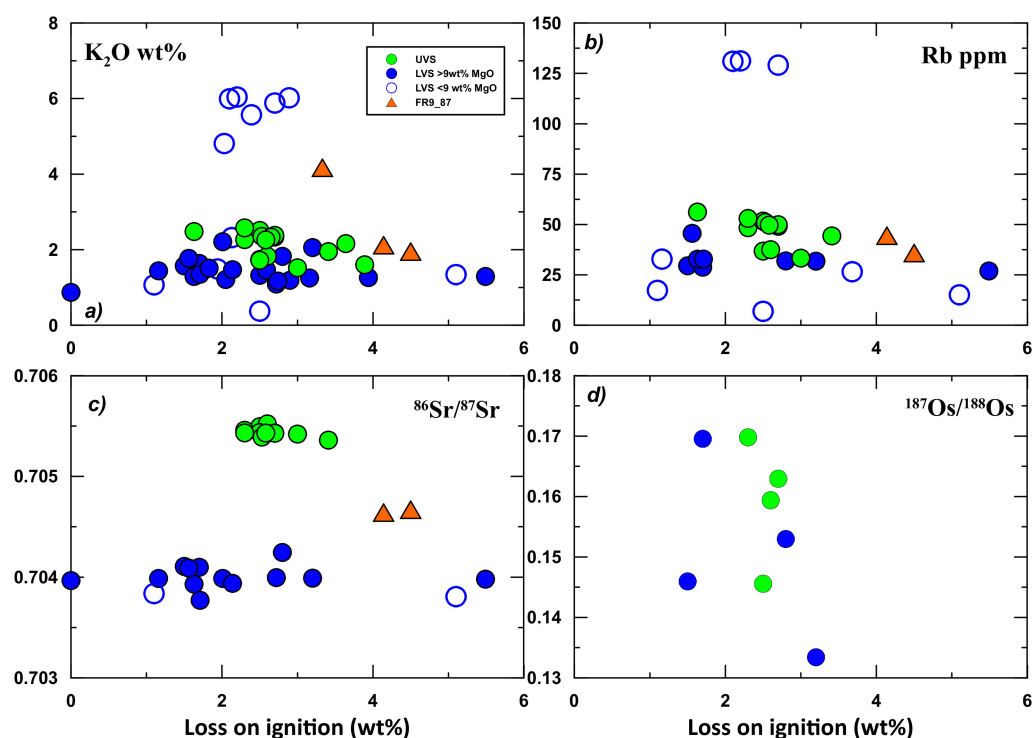 8
6
4
2
0
K₂O wt%
a)
UVS
LVS >9wt% MgO
LVS <9 wt% MgO
FR9_87
0 2 4 6
150
125
100
75
50
25
0
b)
Rb ppm
0 2 4 6
0.706
0.705
0.704
0.703
c)
⁸⁶Sr/⁸⁷Sr
0 2 4 6
Loss on ignition (wt%)
0.18
0.17
0.16
0.15
0.14
0.13
d)
¹⁸⁷Os/¹⁸⁸Os
0 2 4 6
Loss on ignition (wt%)